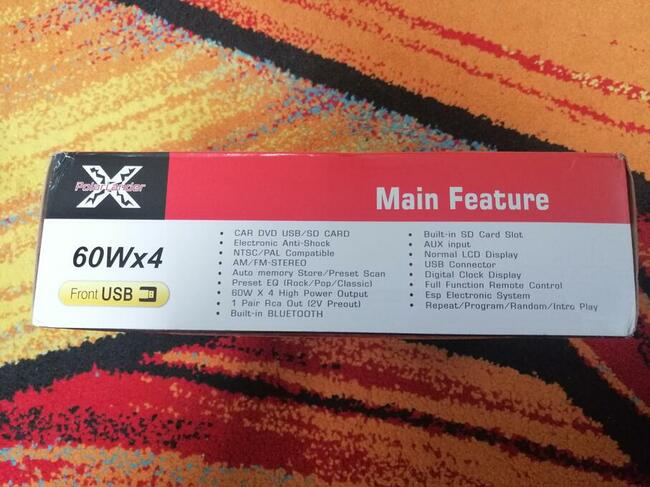 X
PolarLander
Main Feature
60Wx4
Front USB
• CAR DVD USB/SD CARD
• Electronic Anti-Shock
• NTSC/PAL Compatible
• AM/FM-STEREO
• Auto memory Store/Preset Scan
• Preset EQ (Rock/Pop/Classic)
• 60W X 4 High Power Output
• 1 Pair Rca Out (2V Preout)
• Built-in BLUETOOTH
• Built-in SD Card Slot
• AUX input
• Normal LCD Display
• USB Connector
• Digital Clock Display
• Full Function Remote Control
• Esp Electronic System
• Repeat/Program/Random/Intro Play